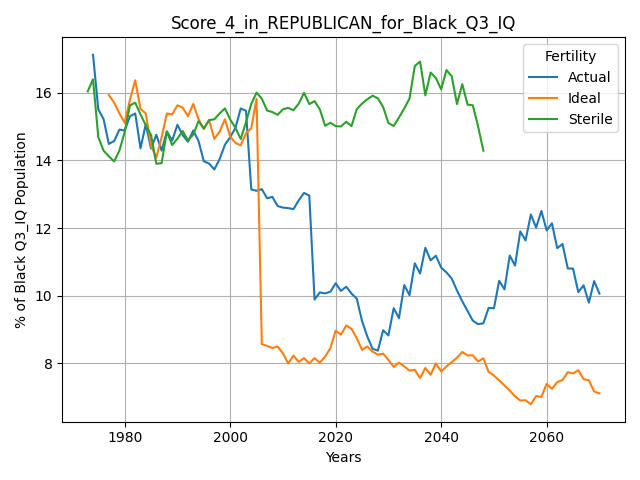 Score_4_in_REPUBLICAN_for_Black_Q3_IQ
Fertility
Actual
Ideal
Sterile
% of Black Q3_IQ Population
16
14
12
10
8
1980
2000
2020
2040
2060
Years